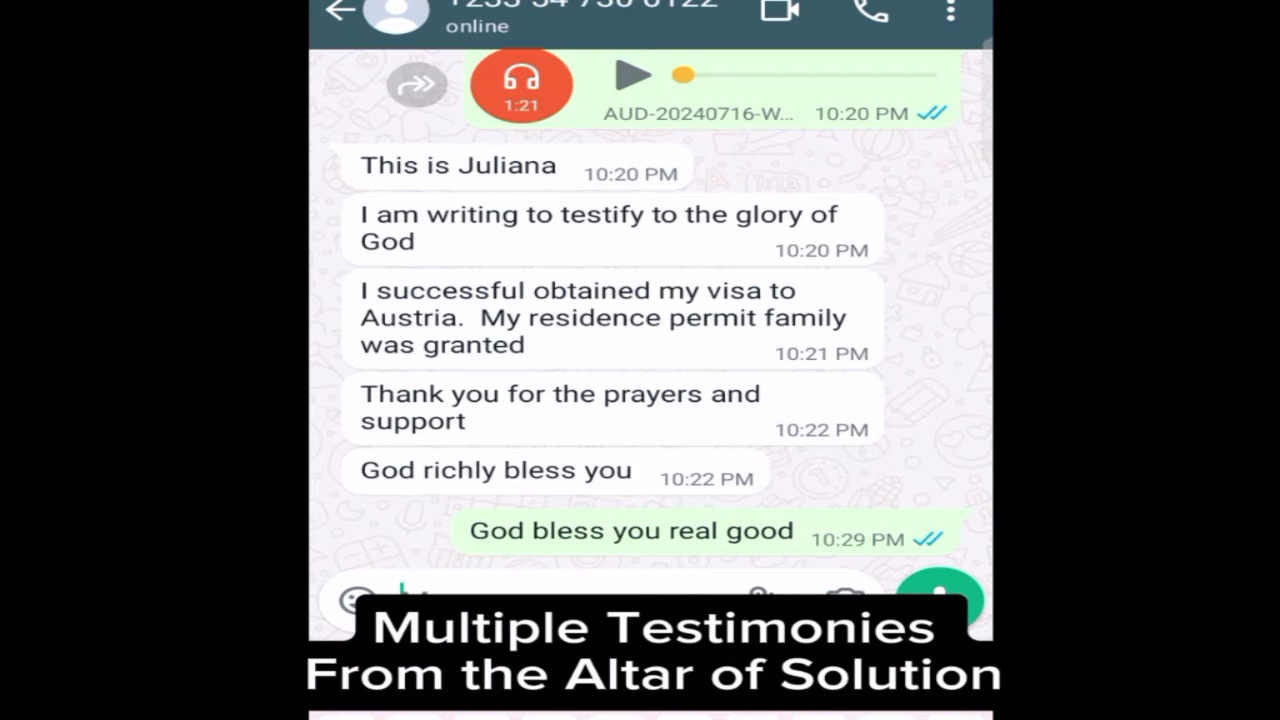 online
1:21
AUD-20240716-W... 10:20 PM
This is Juliana 10:20 PM
I am writing to testify to the glory of
God 10:20 PM
I successful obtained my visa to
Austria. My residence permit family
was granted 10:21 PM
Thank you for the prayers and
support 10:22 PM
God richly bless you 10:22 PM
God bless you real good 10:29 PM
Multiple Testimonies
From the Altar of Solution